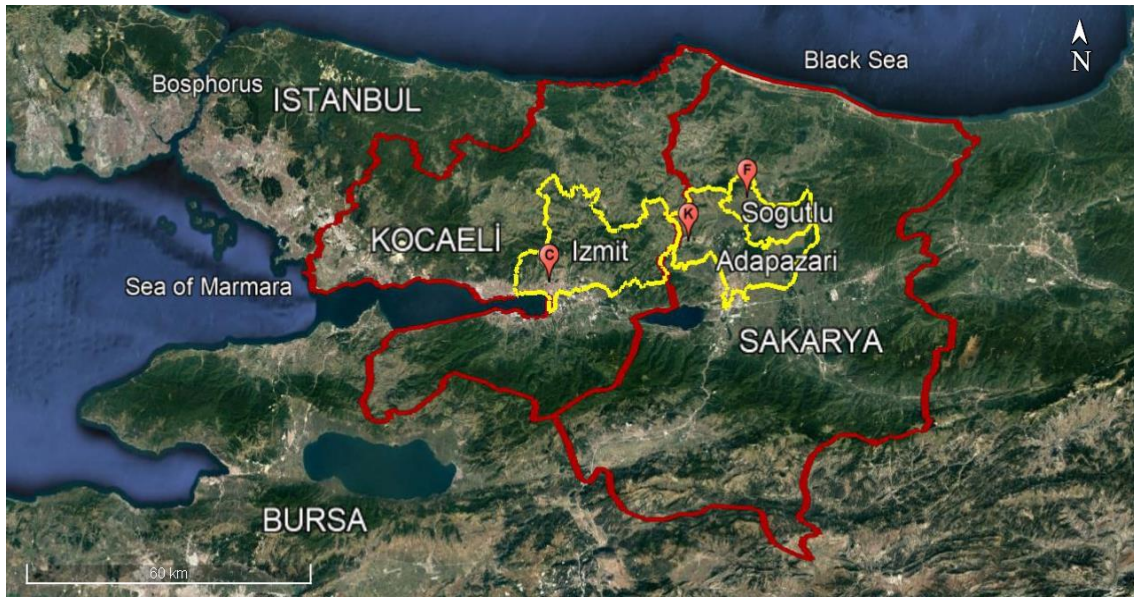 Black Sea
N
Bosphorus
ISTANBUL
F
K
Sogutlu
KOCAELİ
C
Izmit
Adapazari
Sea of Marmara
SAKARYA
BURSA
60 km